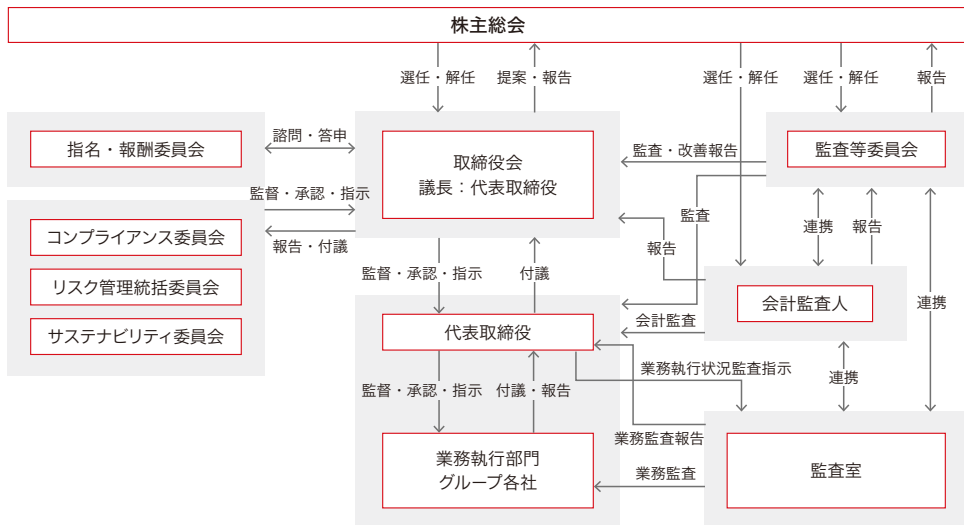 株主総会
選任・解任
提案・報告
選任・解任
選任・解任
報告
指名・報酬委員会
諮問・答申
取締役会
議長：代表取締役
監査・改善報告
監査等委員会
監督・承認・指示
報告・付議
コンプライアンス委員会
リスク管理統括委員会
サステナビリティ委員会
監査
報告
連携
報告
連携
監督・承認・指示
付議
会計監査人
会計監査
代表取締役
業務執行状況監査指示
連携
監督・承認・指示
付議・報告
業務監査報告
業務執行部門
グループ各社
業務監査
監査室